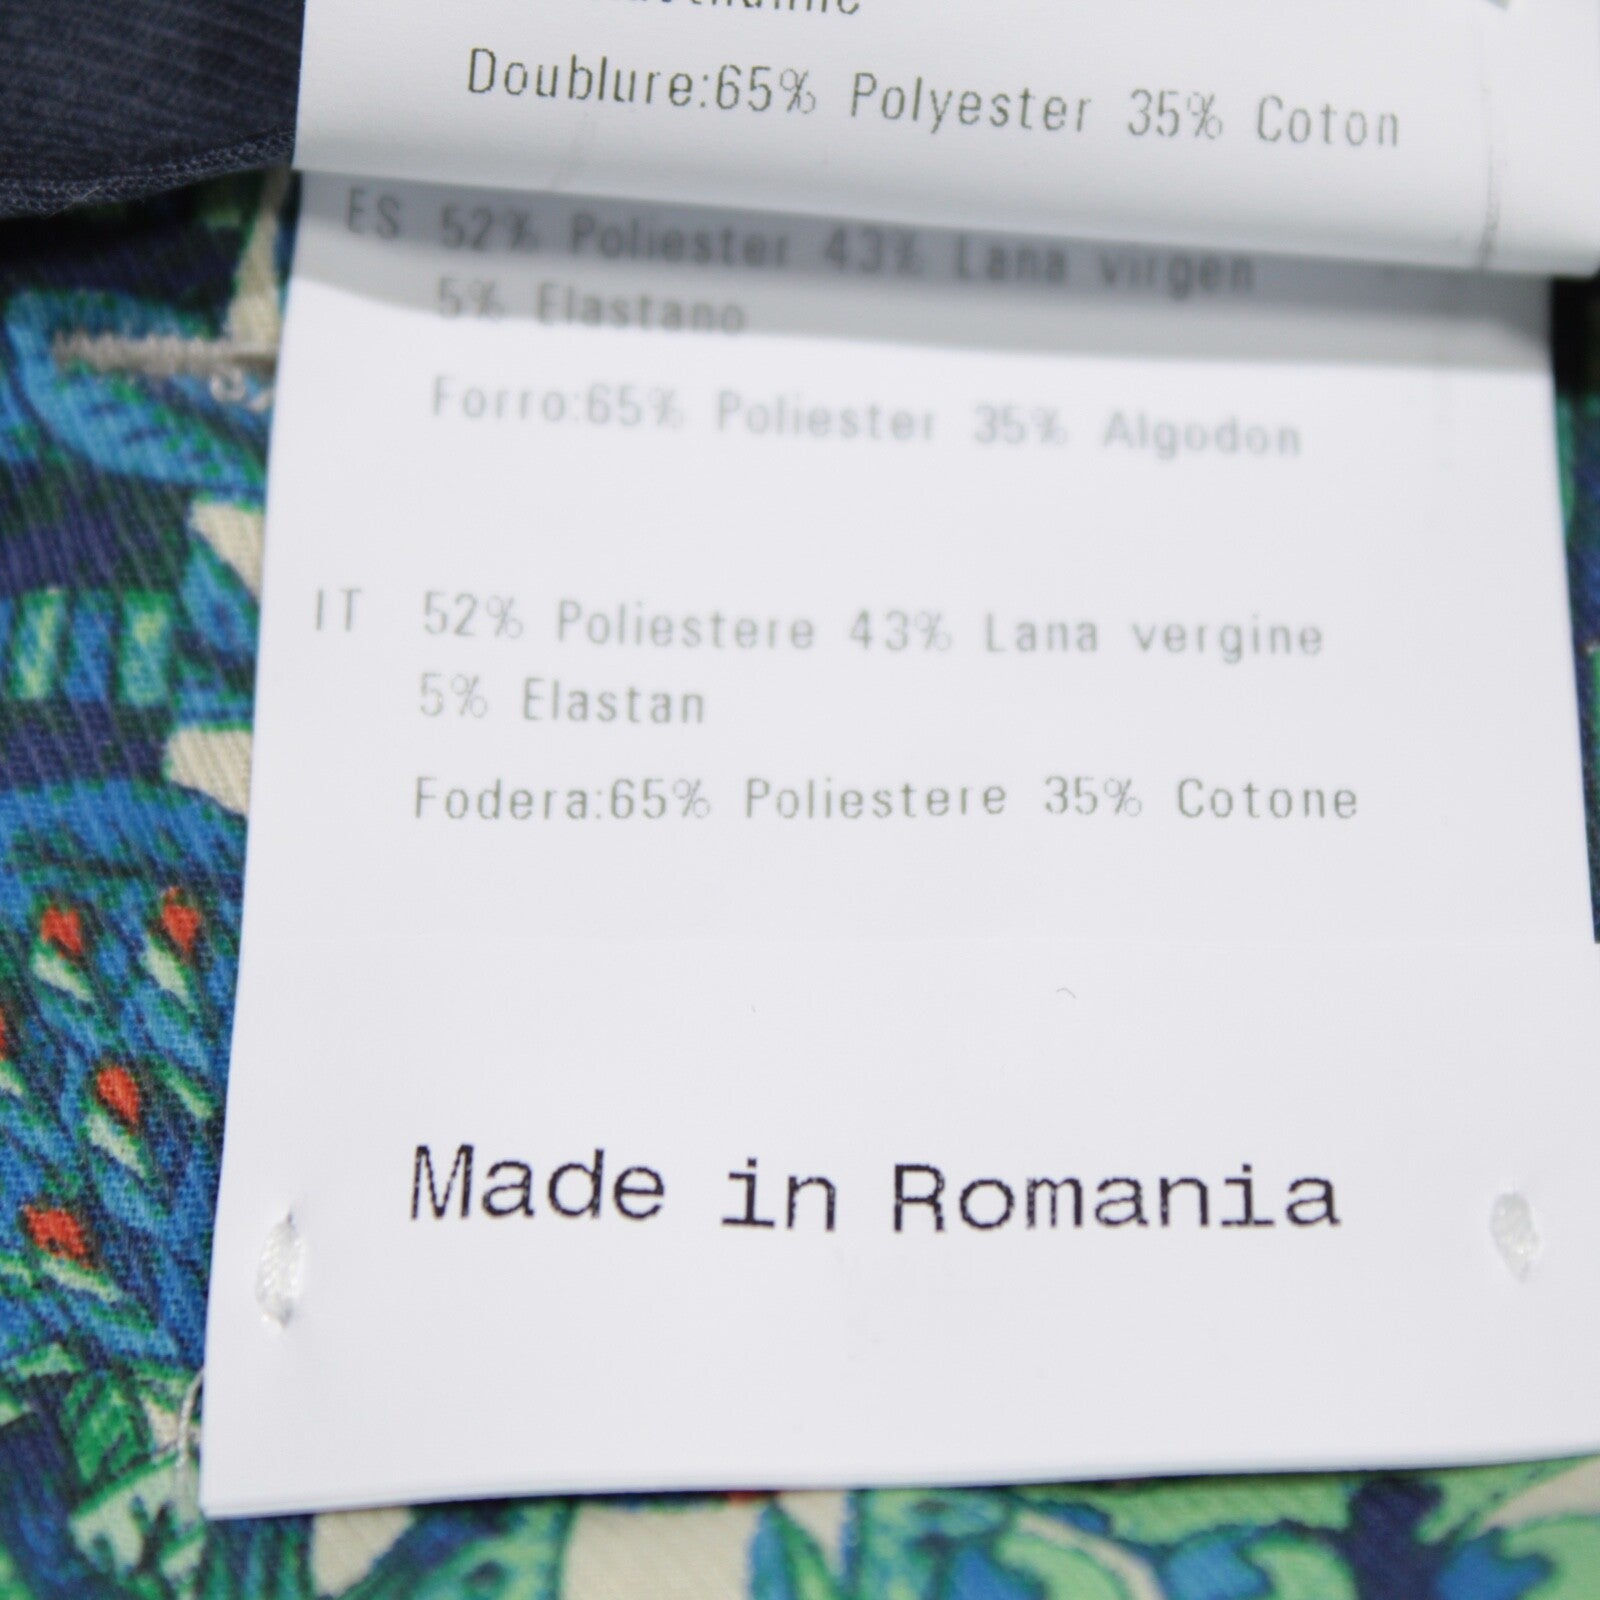 Doublure:65% Polyester 35% Coton
ES 52% Poliester 43% Lana virgen
5% Elastano
Forro:65% Poliester 35% Algodon
IT 52% Poliestere 43% Lana vergine
5% Elastan
Fodera:65% Poliestere 35% Cotone
Made in Romania